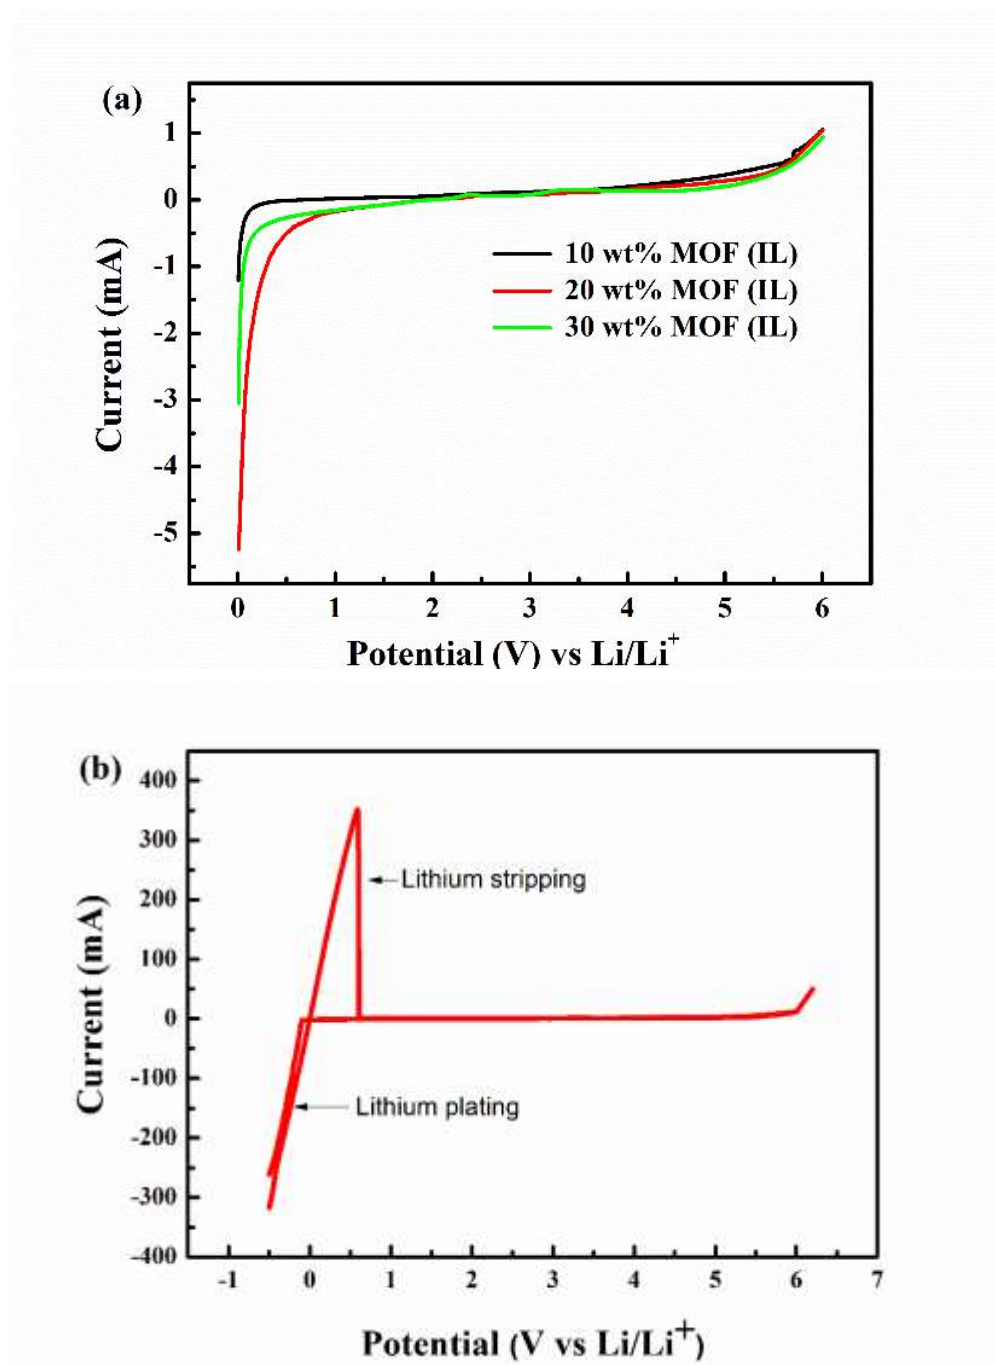 (a)
1
0
-1
-2
-3
-4
-5
Current (mA)
10 wt% MOF (IL)
20 wt% MOF (IL)
30 wt% MOF (IL)
0 1 2 3 4 5 6
Potential (V) vs Li/Li⁺
(b)
400
300
200
100
0
-100
-200
-300
-400
Current (mA)
Lithium stripping
Lithium plating
-1 0 1 2 3 4 5 6 7
Potential (V vs Li/Li⁺)